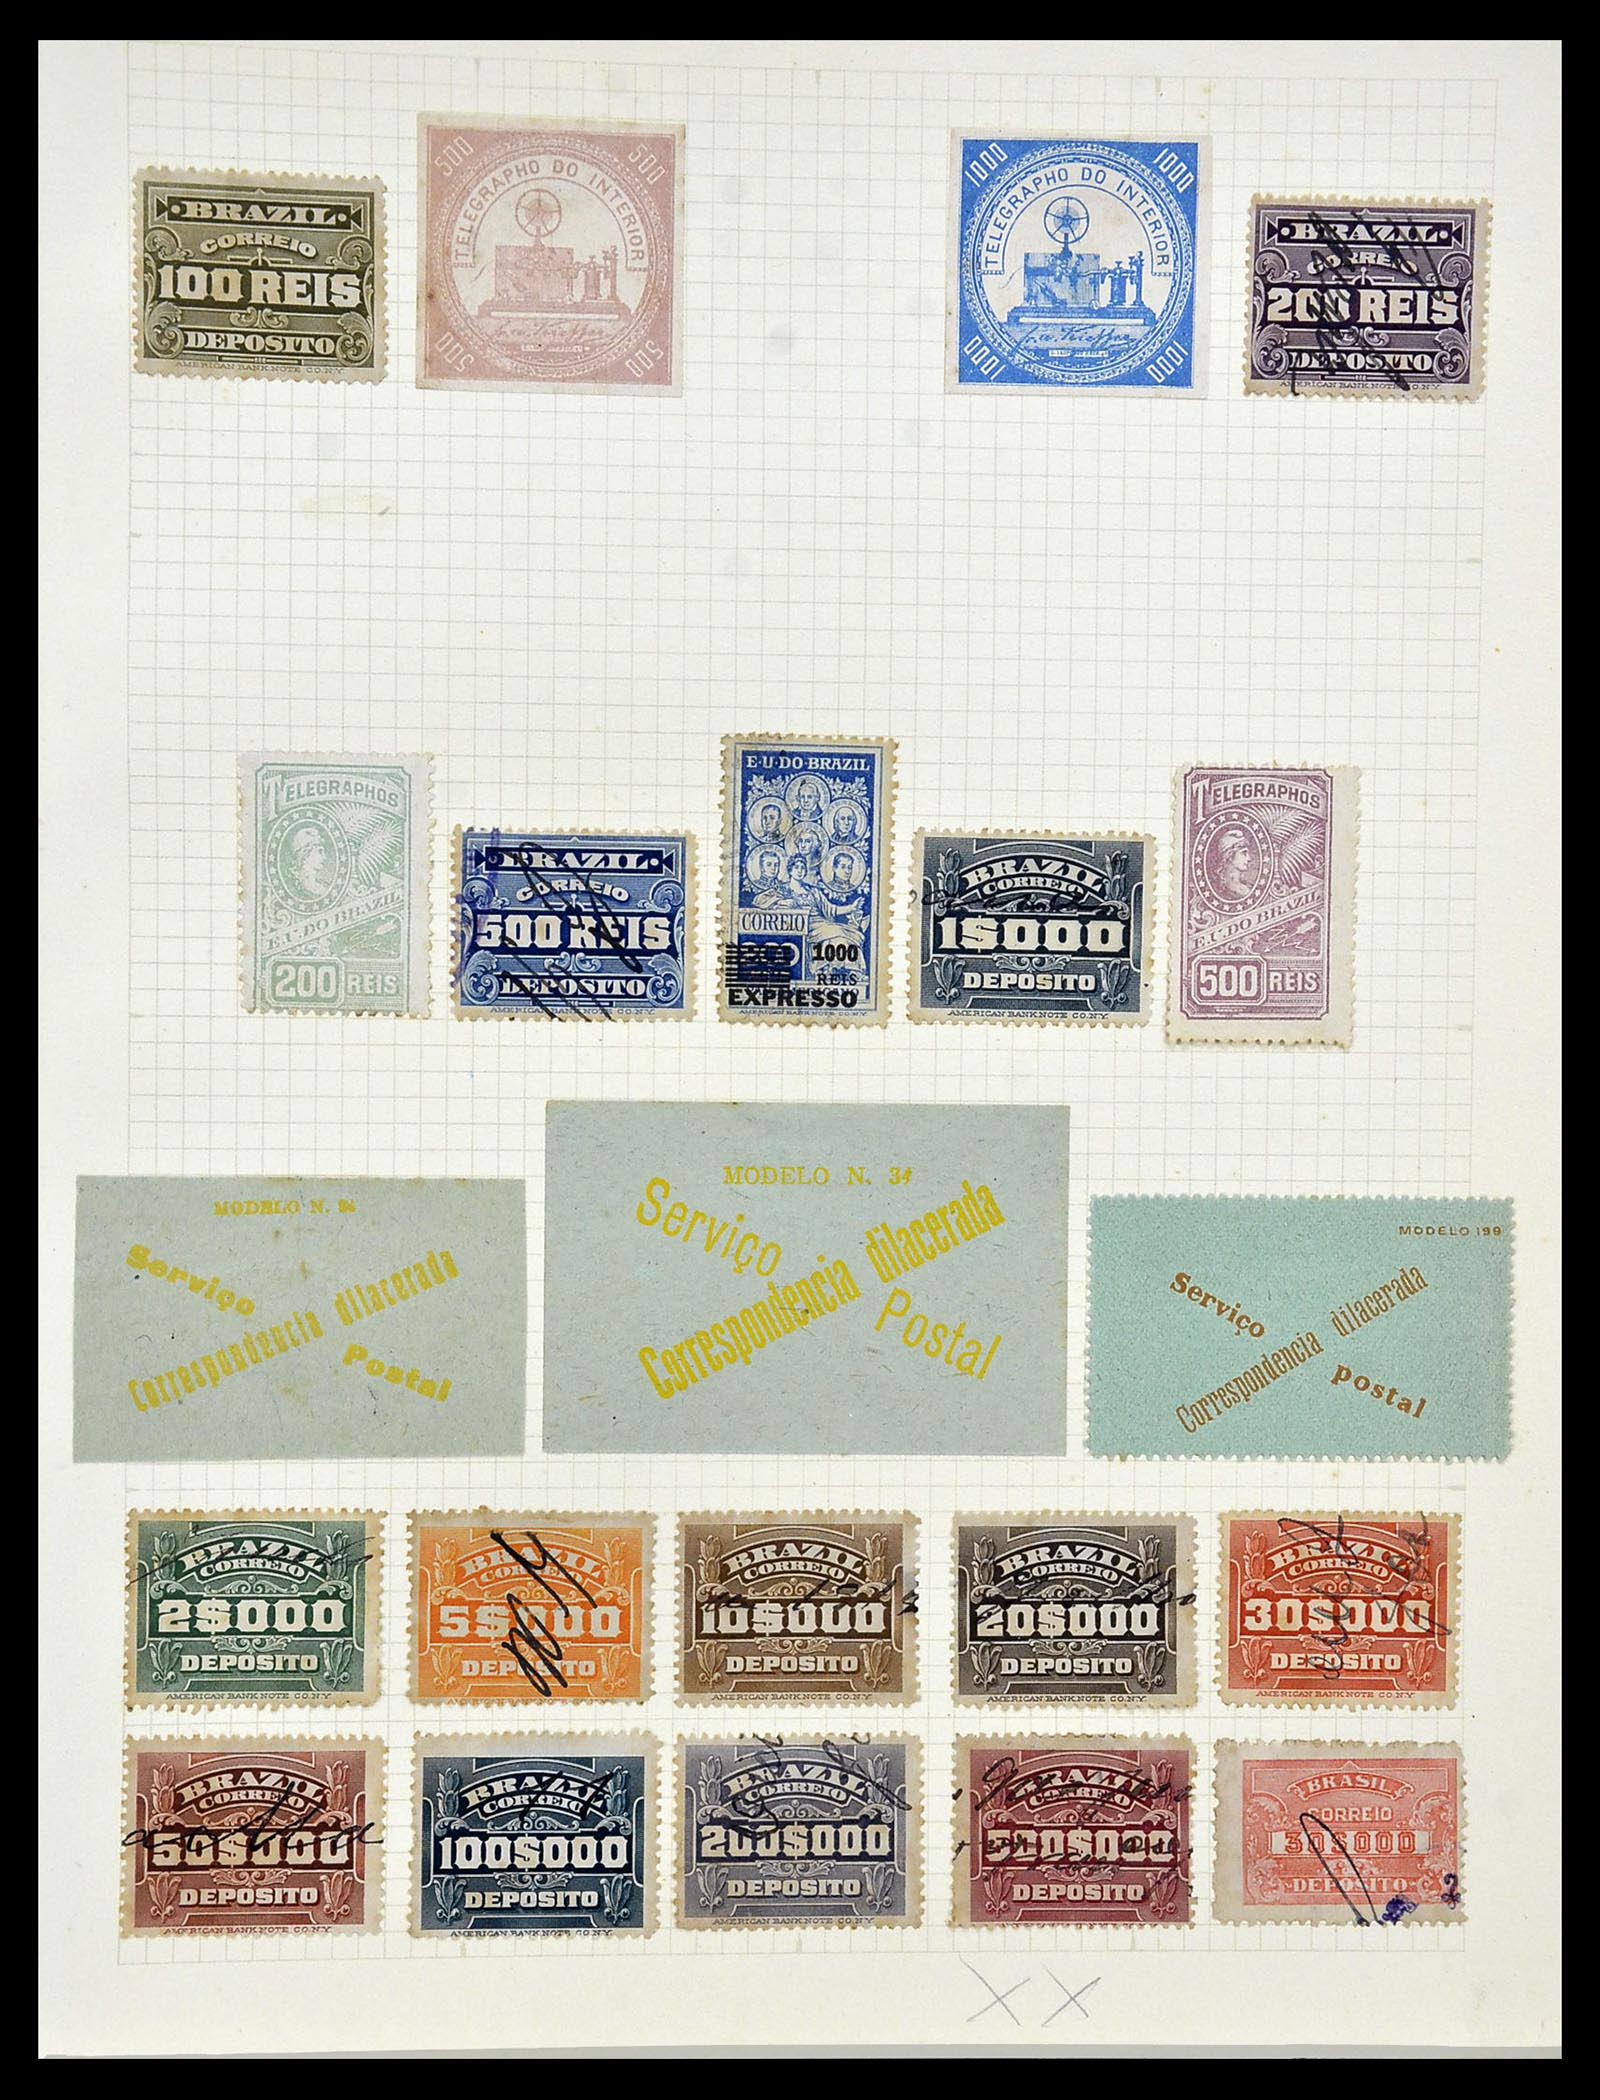 BRAZIL
CORREIO
100 REIS
DEPOSITO
AMERICAN BANK NOTE CO. N.Y.
500 500
TELEGRAPHO DO INTERIOR
500 500
1000 1000
TELEGRAPHO DO INTERIOR
1000 1000
BRAZIL
CORREIO
200 REIS
DEPOSITO
AMERICAN BANK NOTE CO. N.Y.
TELEGRAPHOS
E.U. DO BRAZIL
200 REIS
BRAZIL
CORREIO
500 REIS
DEPOSITO
AMERICAN BANK NOTE CO. N.Y.
E·U·DO·BRAZIL
CORREIO
1000
REIS
EXPRESSO
AMERICAN BANK NOTE CO. N.Y.
BRAZIL
CORREIO
1$000
DEPOSITO
AMERICAN BANK NOTE CO. N.Y.
TELEGRAPHOS
E.U. DO BRAZIL
500 REIS
MODELO N. 34
Serviço
Correspondencia dilacerada
Postal
MODELO N. 34
Serviço
Correspondencia dilacerada
Postal
MODELO 199
Serviço
Correspondencia dilacerada
postal
BRAZIL
CORREIO
2$000
DEPOSITO
AMERICAN BANK NOTE CO. N.Y.
BRAZIL
CORREIO
5$000
DEPOSITO
AMERICAN BANK NOTE CO. N.Y.
BRAZIL
CORREIO
10$000
DEPOSITO
AMERICAN BANK NOTE CO. N.Y.
BRAZIL
CORREIO
20$000
DEPOSITO
AMERICAN BANK NOTE CO. N.Y.
BRAZIL
CORREIO
30$000
DEPOSITO
AMERICAN BANK NOTE CO. N.Y.
BRAZIL
CORREIO
50$000
DEPOSITO
AMERICAN BANK NOTE CO. N.Y.
BRAZIL
CORREIO
100$000
DEPOSITO
AMERICAN BANK NOTE CO. N.Y.
BRAZIL
CORREIO
200$000
DEPOSITO
AMERICAN BANK NOTE CO. N.Y.
BRAZIL
CORREIO
DEPOSITO
AMERICAN BANK NOTE CO. N.Y.
BRASIL
CORREIO
30$000
DEPOSITO
XX